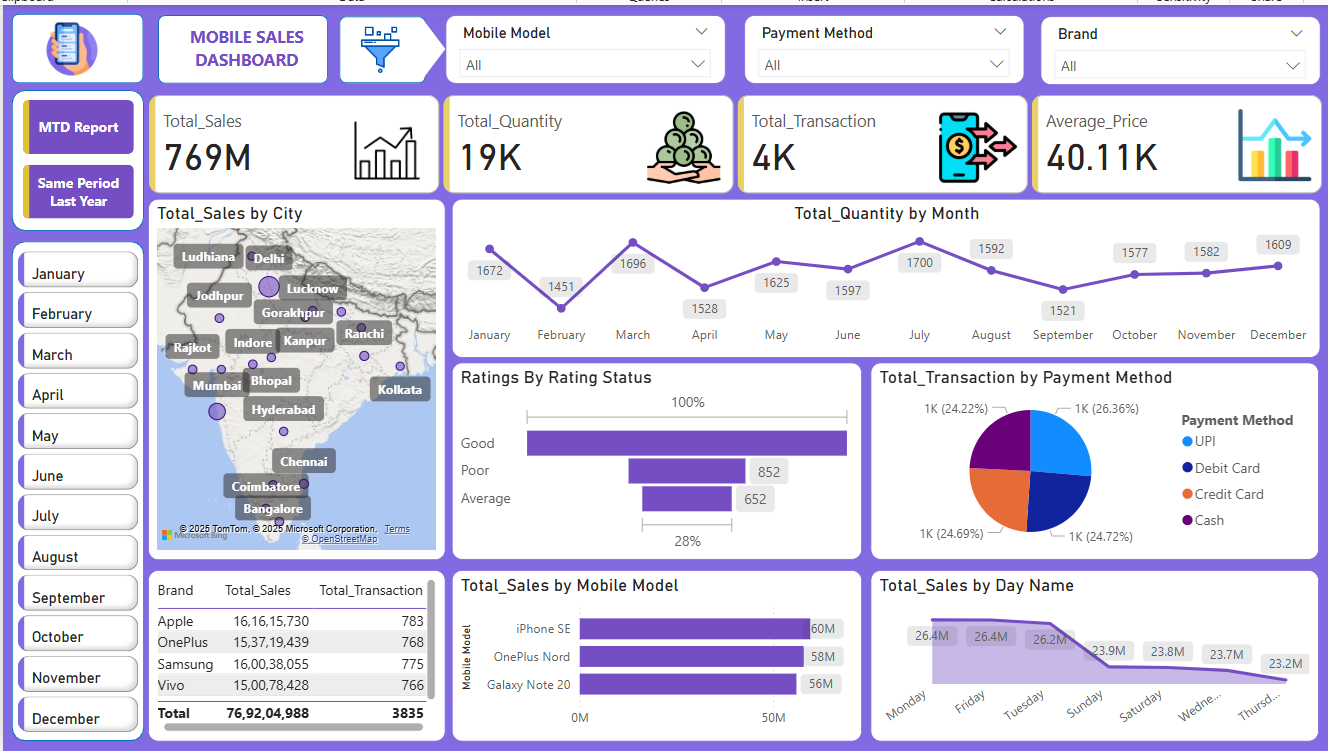 MOBILE SALES
DASHBOARD
Mobile Model
All
Payment Method
All
Brand
All
MTD Report
Same Period
Last Year
Total_Sales
769M
Total_Quantity
19K
Total_Transaction
4K
Average_Price
40.11K
January
February
March
April
May
June
July
August
September
October
November
December
Total_Sales by City
Ludhiana
Delhi
Lucknow
Jodhpur
Gorakhpur
Ranchi
Kanpur
Indore
Rajkot
Mumbai
Bhopal
Kolkata
Hyderabad
Chennai
Coimbatore
Bangalore
© 2025 TomTom, © 2025 Microsoft Corporation, Terms
Microsoft Bing
© OpenStreetMap
Total_Quantity by Month
1672
1451
1696
1528
1625
1597
1700
1592
1521
1577
1582
1609
January February March April May June July August September October November December
Ratings By Rating Status
100%
Good
Poor
852
Average
652
28%
Total_Transaction by Payment Method
1K (24.22%)
1K (26.36%)
1K (24.69%)
1K (24.72%)
Payment Method
UPI
Debit Card
Credit Card
Cash
Brand Total_Sales Total_Transaction
Apple 16,16,15,730 783
OnePlus 15,37,19,439 768
Samsung 16,00,38,055 775
Vivo 15,00,78,428 766
Total 76,92,04,988 3835
Total_Sales by Mobile Model
Mobile Model
iPhone SE 60M
OnePlus Nord 58M
Galaxy Note 20 56M
0M 50M
Total_Sales by Day Name
26.4M
26.4M
26.2M
23.9M
23.8M
23.7M
23.2M
Monday Friday Tuesday Sunday Saturday Wedne... Thursd...